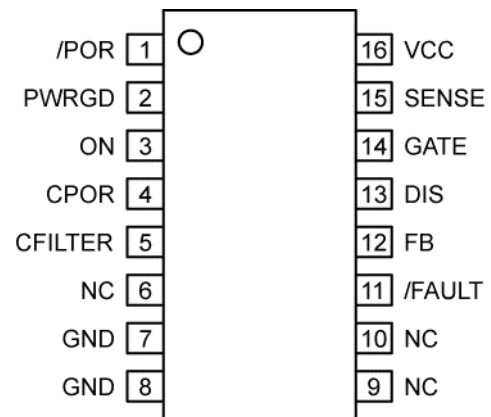 /POR 1 16 VCC
PWRGD 2 15 SENSE
ON 3 14 GATE
CPOR 4 13 DIS
CFILTER 5 12 FB
NC 6 11 /FAULT
GND 7 10 NC
GND 8 9 NC